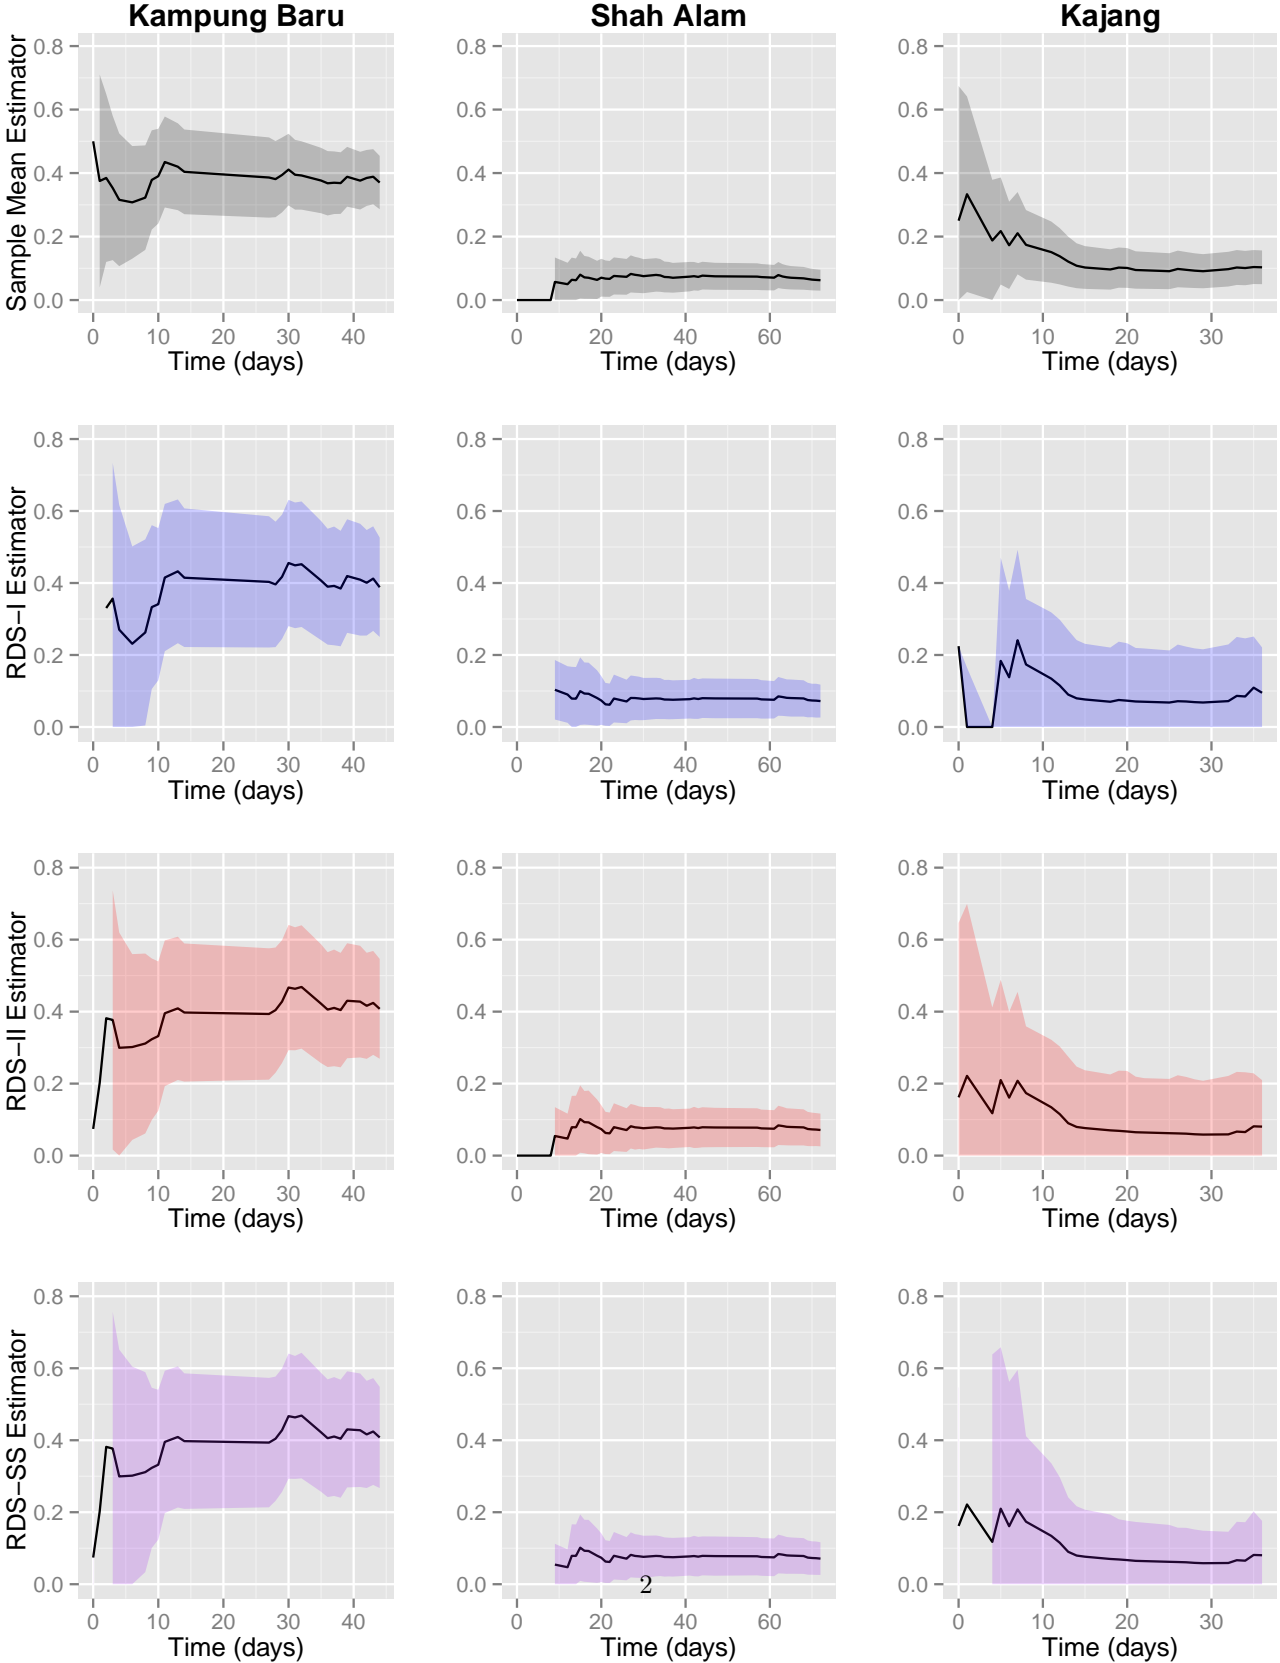 Kampung Baru Shah Alam Kajang
Sample Mean Estimator
0.8 0.8 0.8
0.6 0.6 0.6
0.4 0.4 0.4
0.2 0.2 0.2
0.0 0.0 0.0
0 10 20 30 40 0 20 40 60 0 10 20 30
Time (days) Time (days) Time (days)
RDS−I Estimator
0.8 0.8 0.8
0.6 0.6 0.6
0.4 0.4 0.4
0.2 0.2 0.2
0.0 0.0 0.0
0 10 20 30 40 0 20 40 60 0 10 20 30
Time (days) Time (days) Time (days)
RDS−II Estimator
0.8 0.8 0.8
0.6 0.6 0.6
0.4 0.4 0.4
0.2 0.2 0.2
0.0 0.0 0.0
0 10 20 30 40 0 20 40 60 0 10 20 30
Time (days) Time (days) Time (days)
RDS−SS Estimator
0.8 0.8 0.8
0.6 0.6 0.6
0.4 0.4 0.4
0.2 0.2 0.2
0.0 0.0 0.0
2
0 10 20 30 40 0 20 40 60 0 10 20 30
Time (days) Time (days) Time (days)